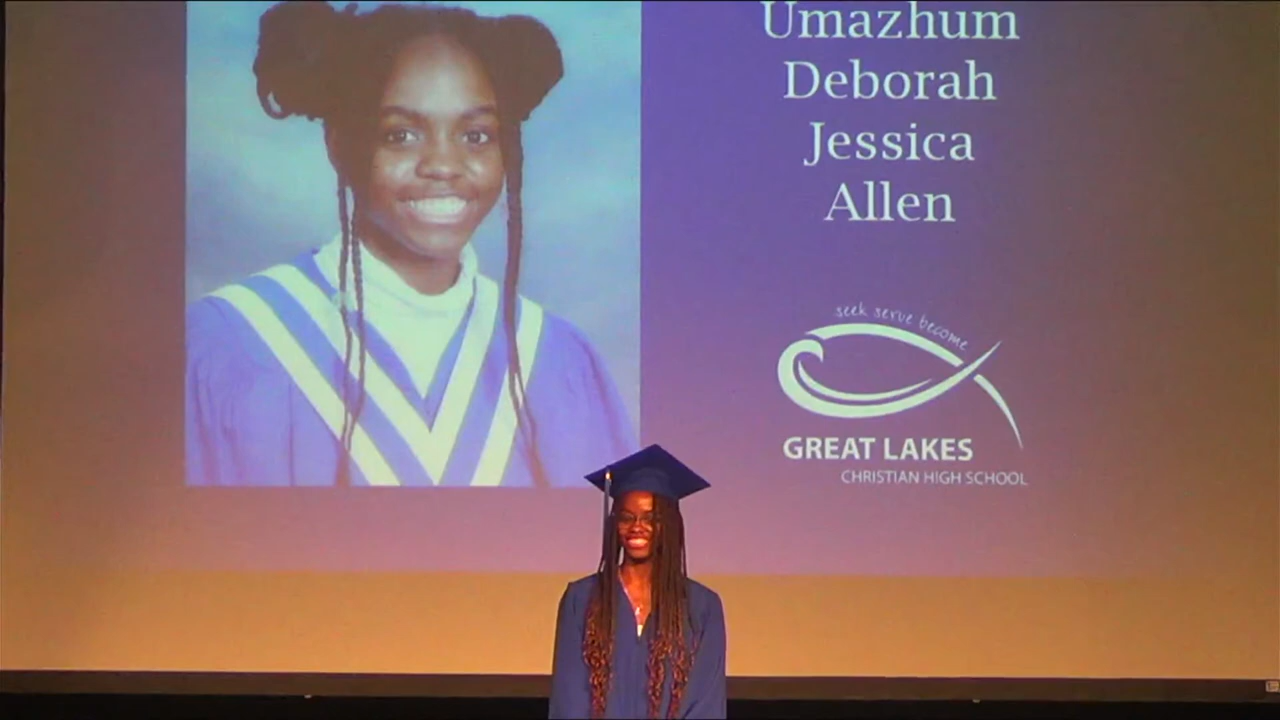 Umazhum
Deborah
Jessica
Allen
seek serve become
GREAT LAKES
CHRISTIAN HIGH SCHOOL